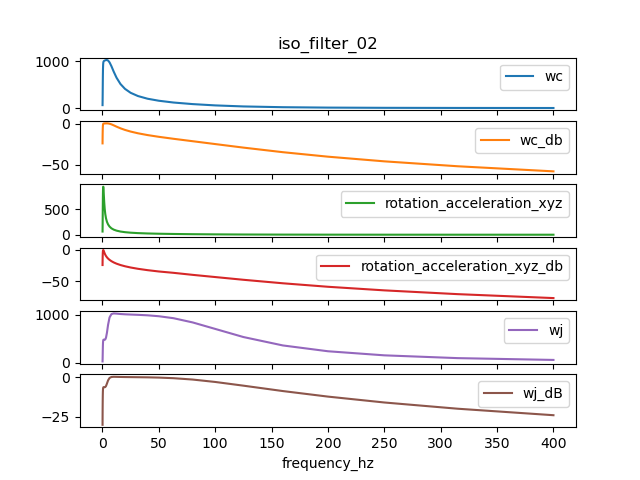 iso_filter_02
1000
0
wc
0
−50
wc_db
500
0
rotation_acceleration_xyz
0
−50
rotation_acceleration_xyz_db
1000
0
wj
0
−25
wj_dB
0 50 100 150 200 250 300 350 400
frequency_hz